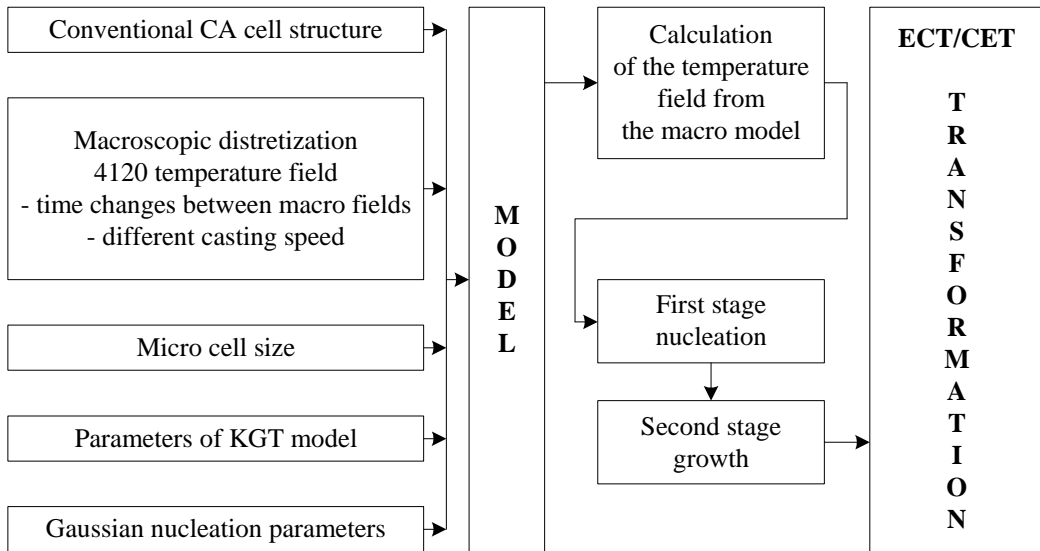 Conventional CA cell structure
Macroscopic distretization
4120 temperature field
- time changes between macro fields
- different casting speed
Micro cell size
Parameters of KGT model
Gaussian nucleation parameters
M
O
D
E
L
Calculation
of the temperature
field from
the macro model
First stage
nucleation
Second stage
growth
ECT/CET
T
R
A
N
S
F
O
R
M
A
T
I
O
N